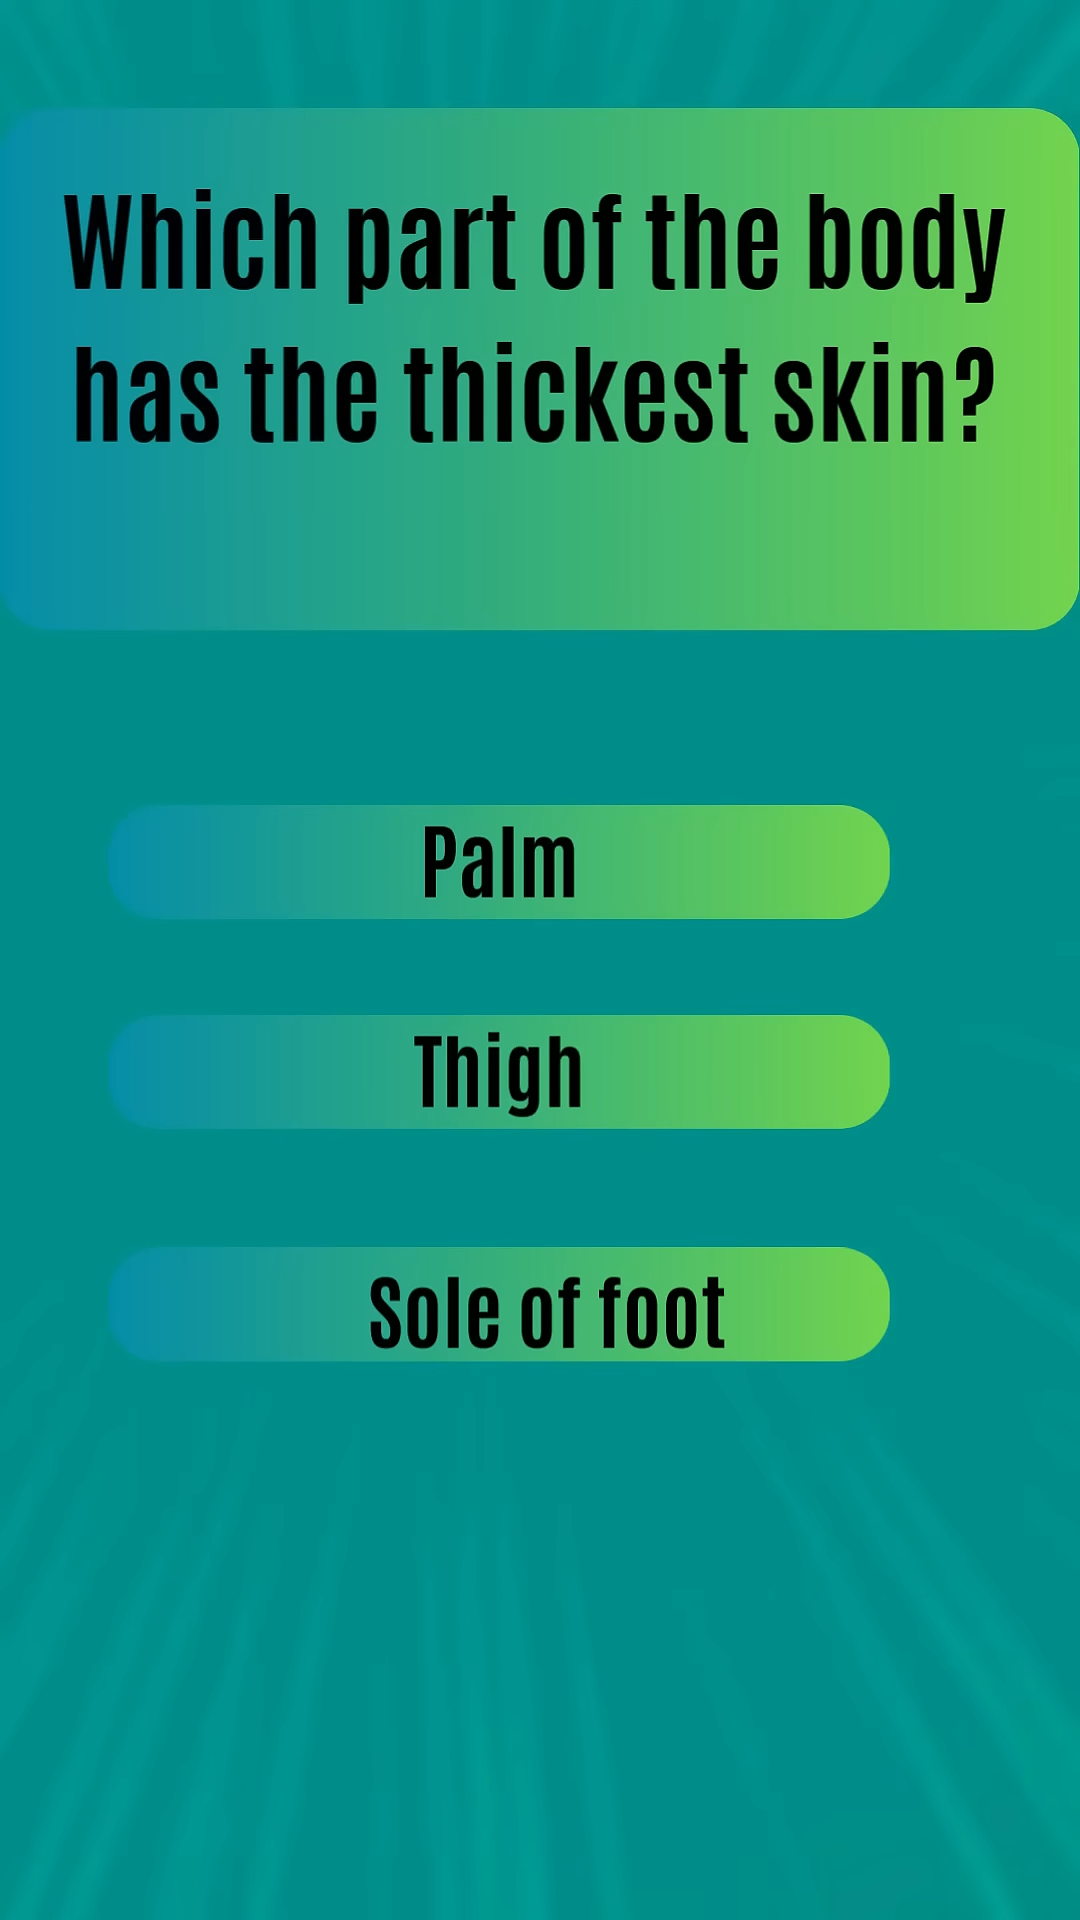 Which part of the body
has the thickest skin?
Palm
Thigh
Sole of foot